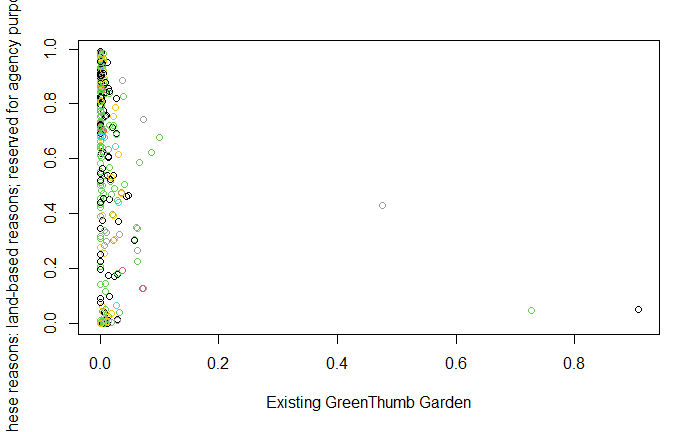 hese reasons: land-based reasons; reserved for agency purpo
1.0
0.8
0.6
0.4
0.2
0.0
0.0 0.2 0.4 0.6 0.8
Existing GreenThumb Garden